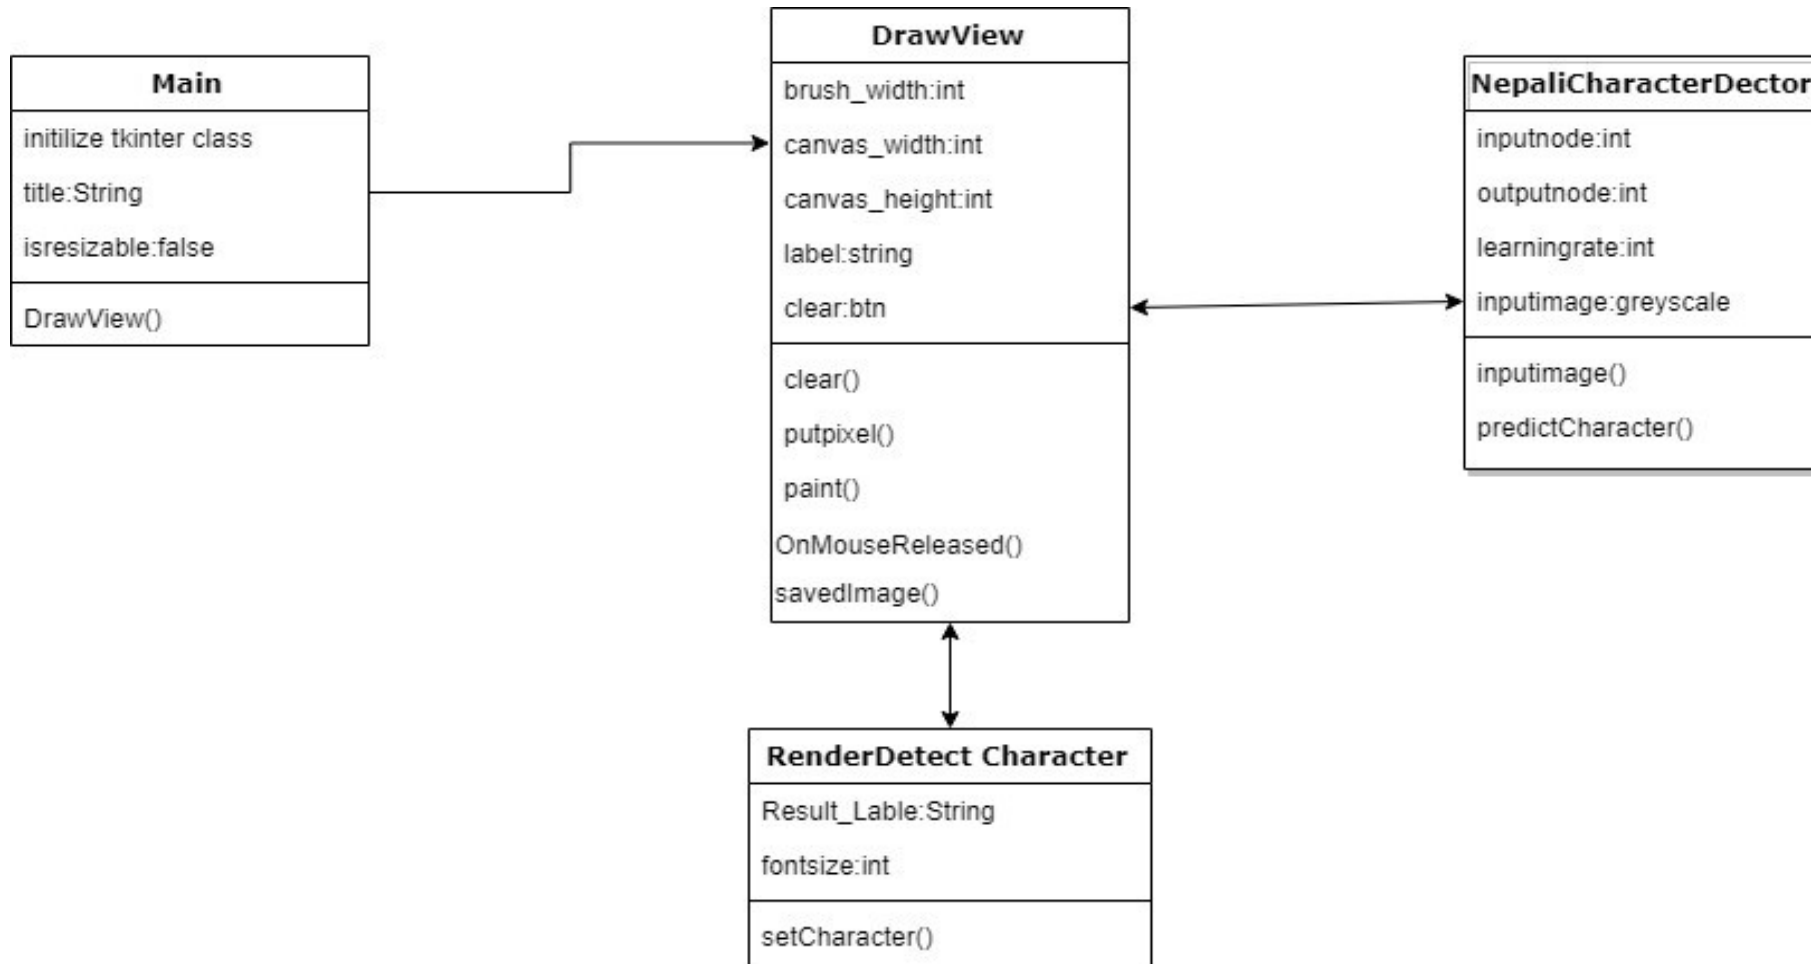 Main
initilize tkinter class
title:String
isresizable:false
DrawView()
DrawView
brush_width:int
canvas_width:int
canvas_height:int
label:string
clear:btn
clear()
putpixel()
paint()
OnMouseReleased()
savedImage()
NepaliCharacterDector
inputnode:int
outputnode:int
learningrate:int
inputimage:greyscale
inputimage()
predictCharacter()
RenderDetect Character
Result_Lable:String
fontsize:int
setCharacter()